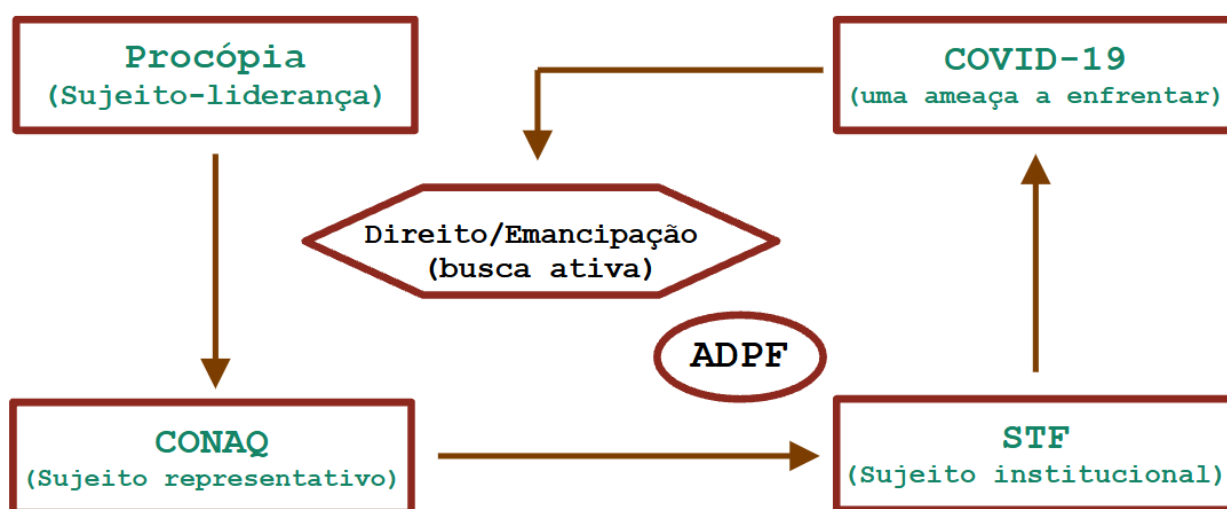 Procópia
(Sujeito-liderança)
COVID-19
(uma ameaça a enfrentar)
Direito/Emancipação
(busca ativa)
ADPF
CONAQ
(Sujeito representativo)
STF
(Sujeito institucional)